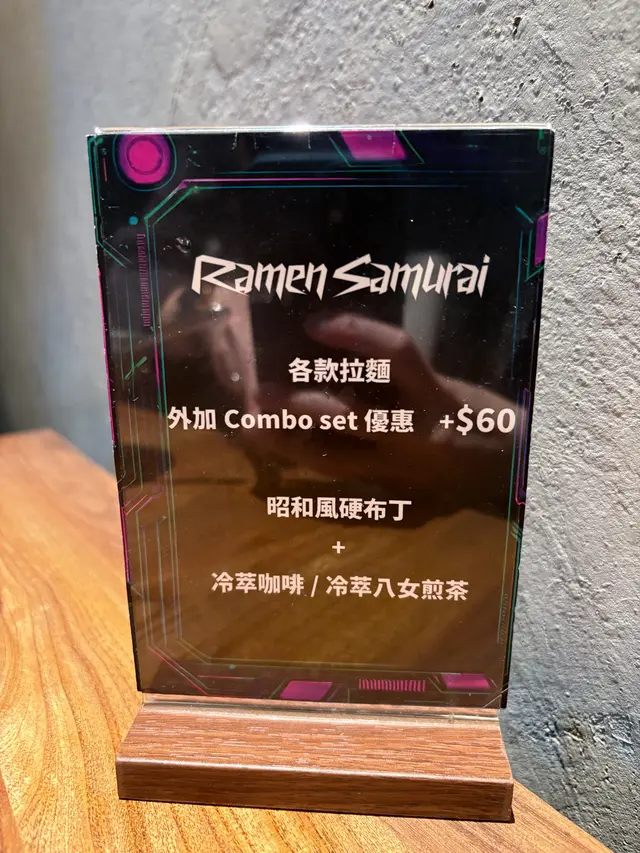 Ramen Samurai
各款拉麵
外加 Combo set 優惠 +$60
昭和風硬布丁
+
冷萃咖啡 / 冷萃八女煎茶